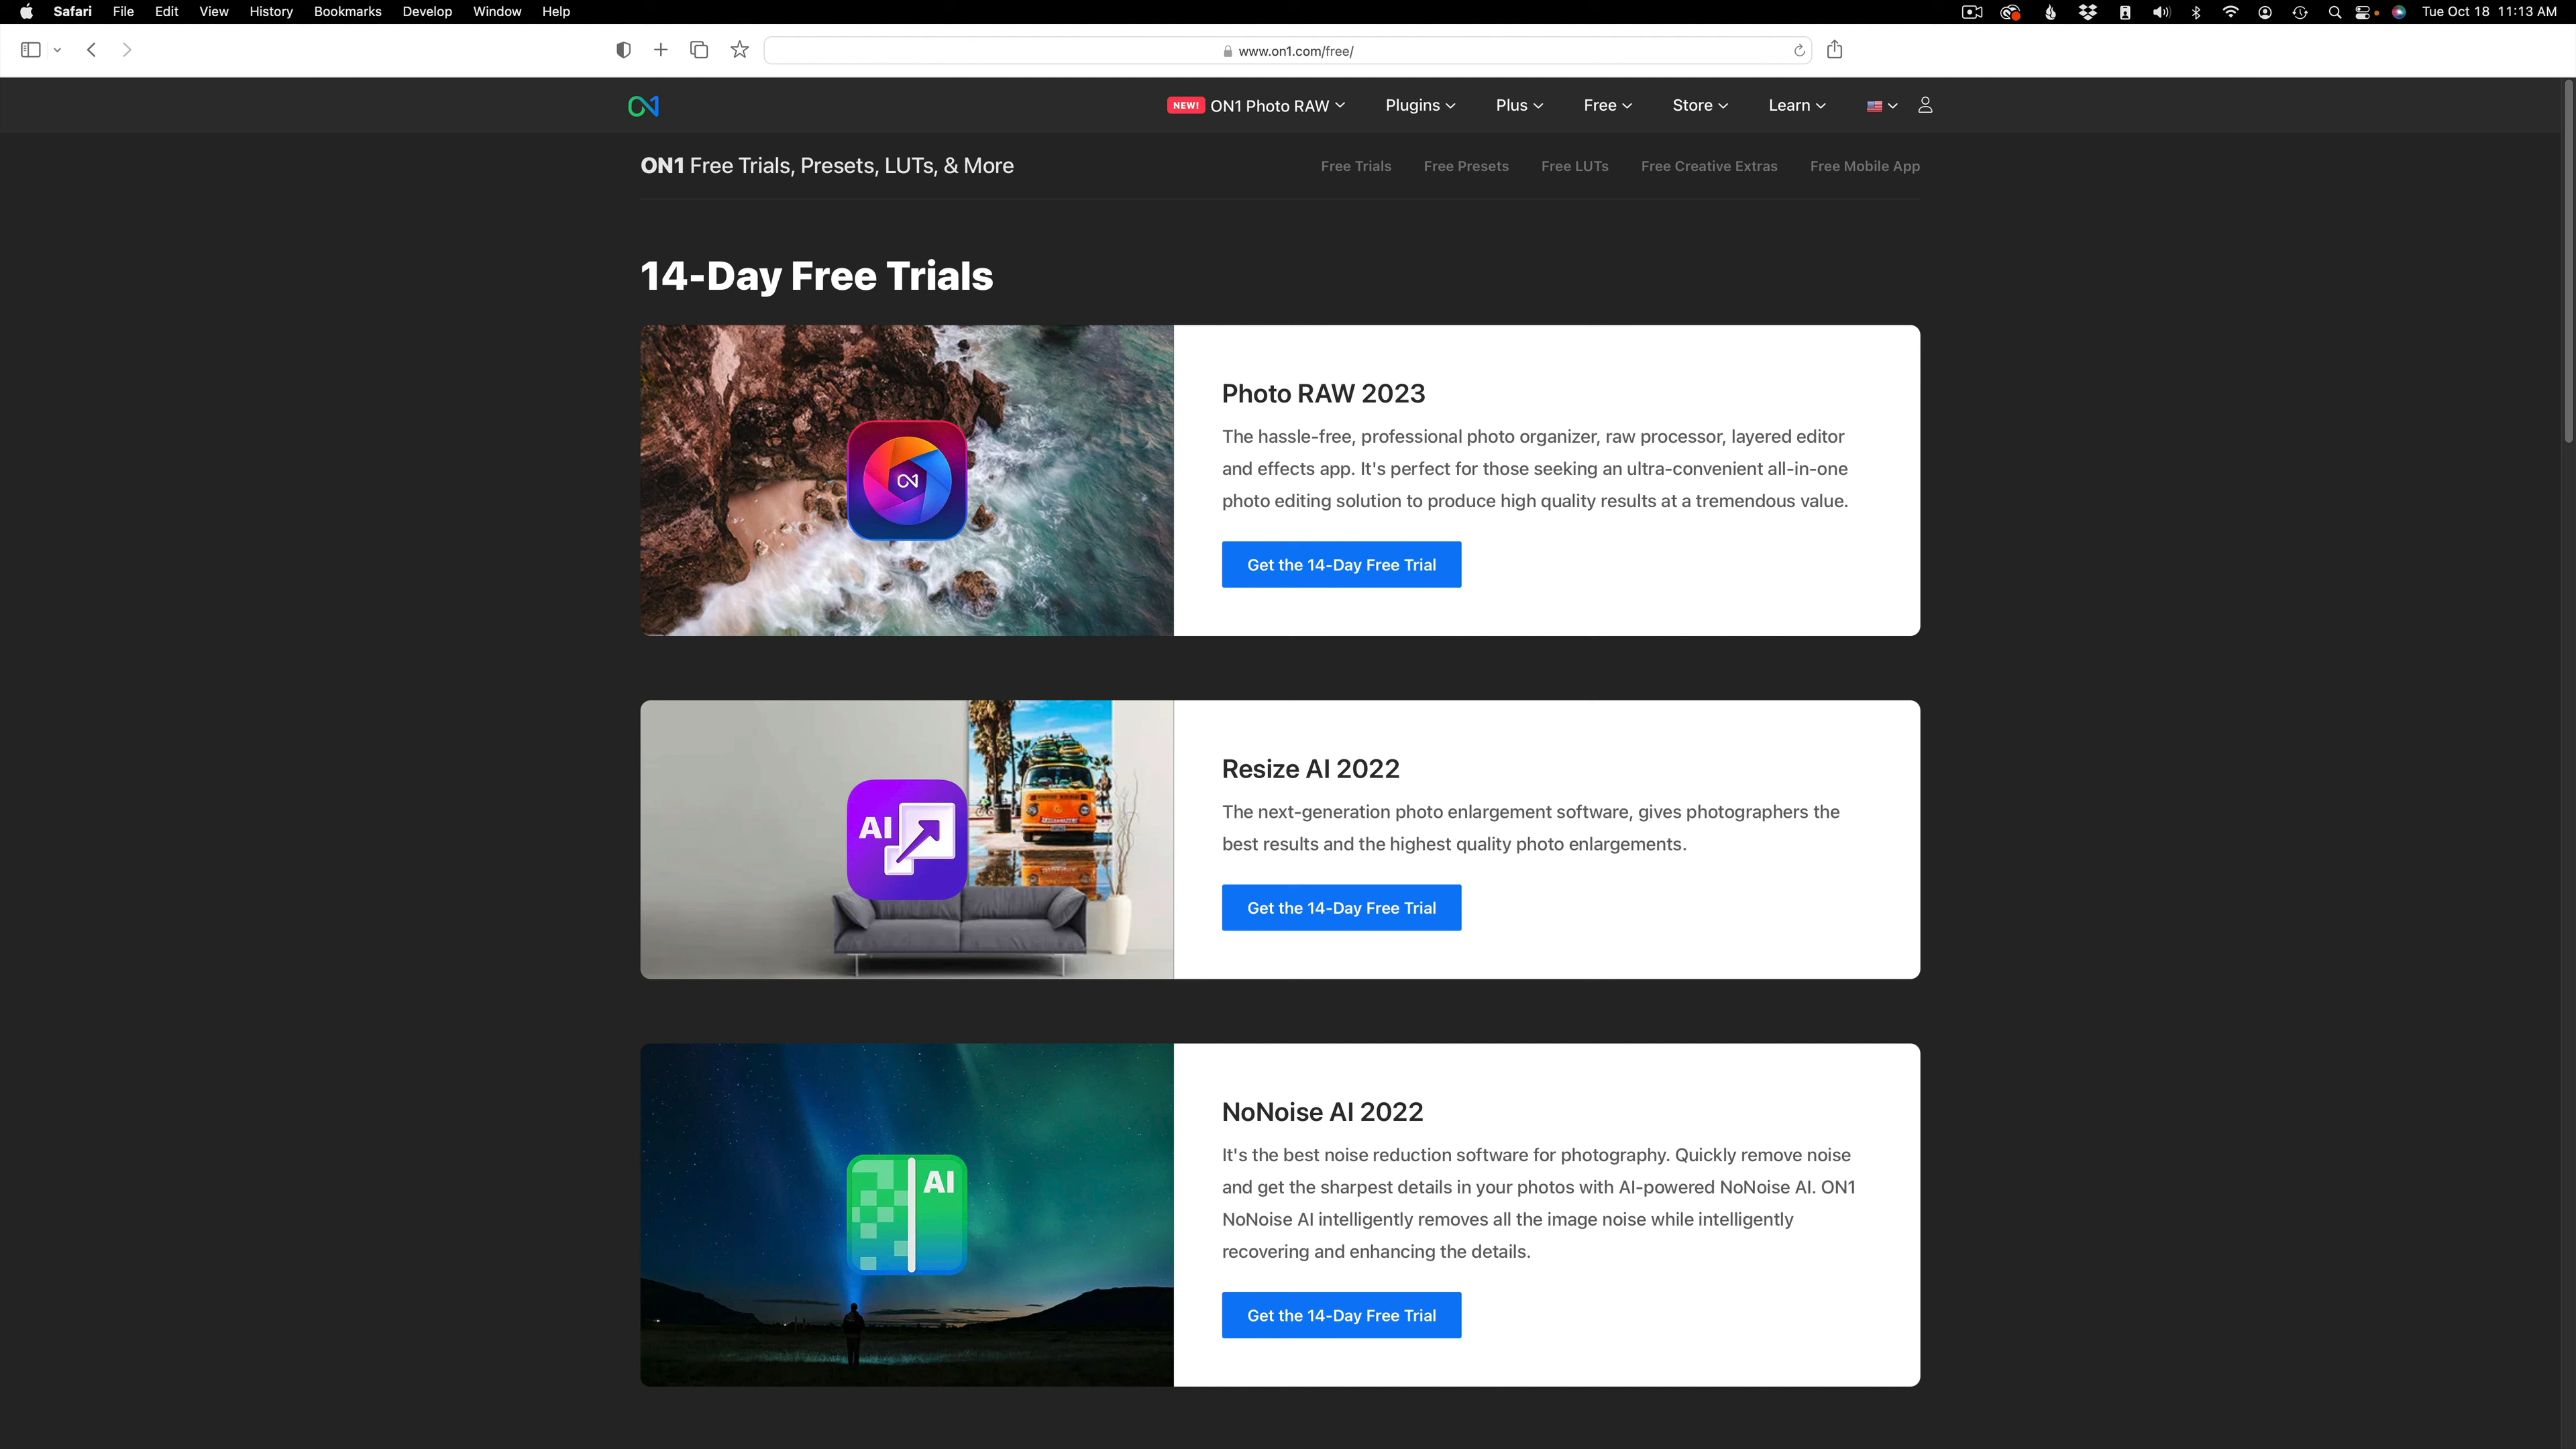 Safari File Edit View History Bookmarks Develop Window Help Tue Oct 18 11:13 AM
www.on1.com/free/
NEW! ON1 Photo RAW Plugins Plus Free Store Learn
ON1 Free Trials, Presets, LUTs, & More Free Trials Free Presets Free LUTs Free Creative Extras Free Mobile App
14-Day Free Trials
Photo RAW 2023
The hassle-free, professional photo organizer, raw processor, layered editor
and effects app. It's perfect for those seeking an ultra-convenient all-in-one
photo editing solution to produce high quality results at a tremendous value.
Get the 14-Day Free Trial
AI
Resize AI 2022
The next-generation photo enlargement software, gives photographers the
best results and the highest quality photo enlargements.
Get the 14-Day Free Trial
AI
NoNoise AI 2022
It's the best noise reduction software for photography. Quickly remove noise
and get the sharpest details in your photos with AI-powered NoNoise AI. ON1
NoNoise AI intelligently removes all the image noise while intelligently
recovering and enhancing the details.
Get the 14-Day Free Trial